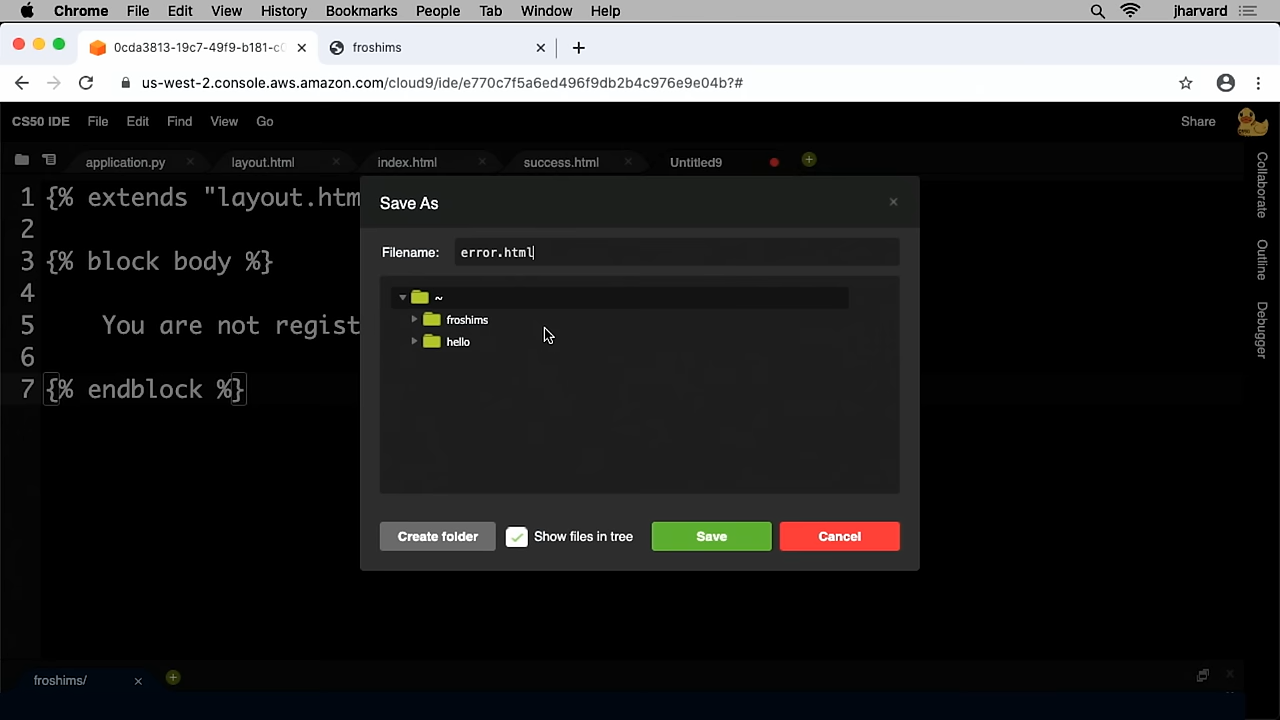 Chrome File Edit View History Bookmarks People Tab Window Help jharvard
0cda3813-19c7-49f9-b181-c0 froshims
us-west-2.console.aws.amazon.com/cloud9/ide/e770c7f5a6ed496f9db2b4c976e9e04b?#
CS50 IDE File Edit Find View Go Share
application.py layout.html index.html success.html Untitled9
1 {% extends "layout.htm
2
3 {% block body %}
4
5 You are not regist
6
7 {% endblock %}
Save As
Filename: error.html
~
froshims
hello
Create folder Show files in tree Save Cancel
Collaborate
Outline
Debugger
froshims/